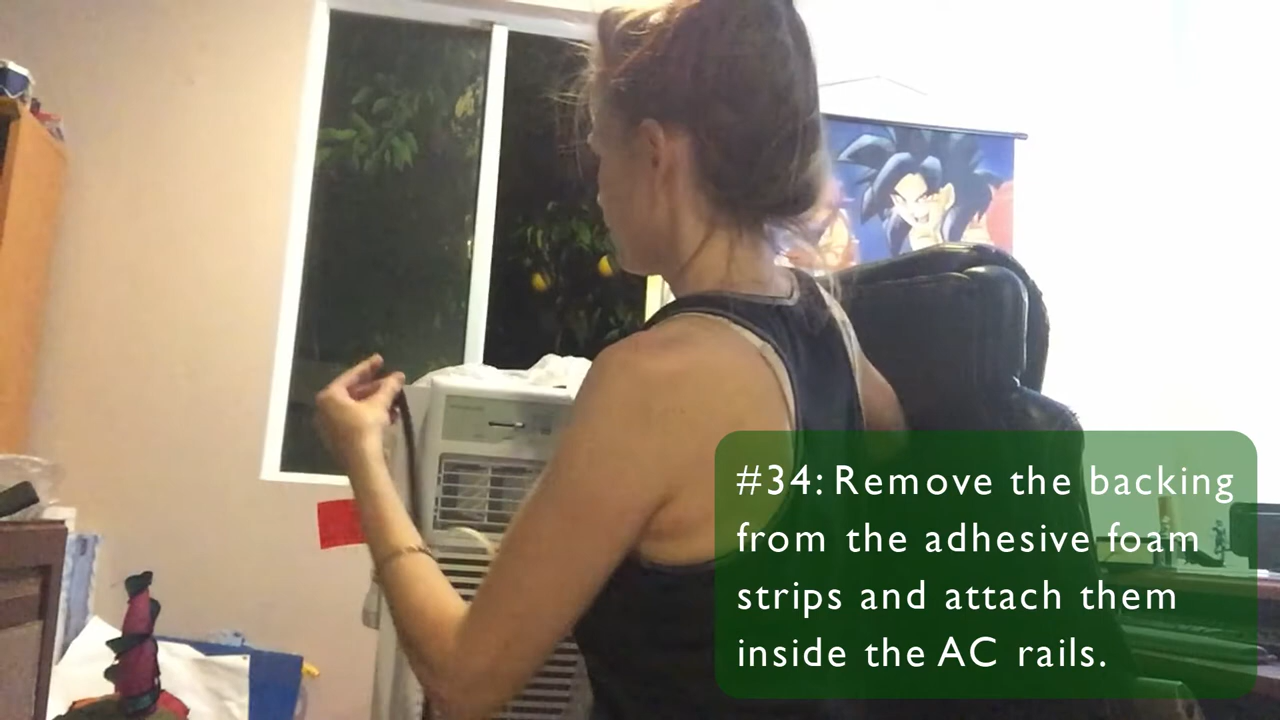 #34: Remove the backing
from the adhesive foam
strips and attach them
inside the AC rails.